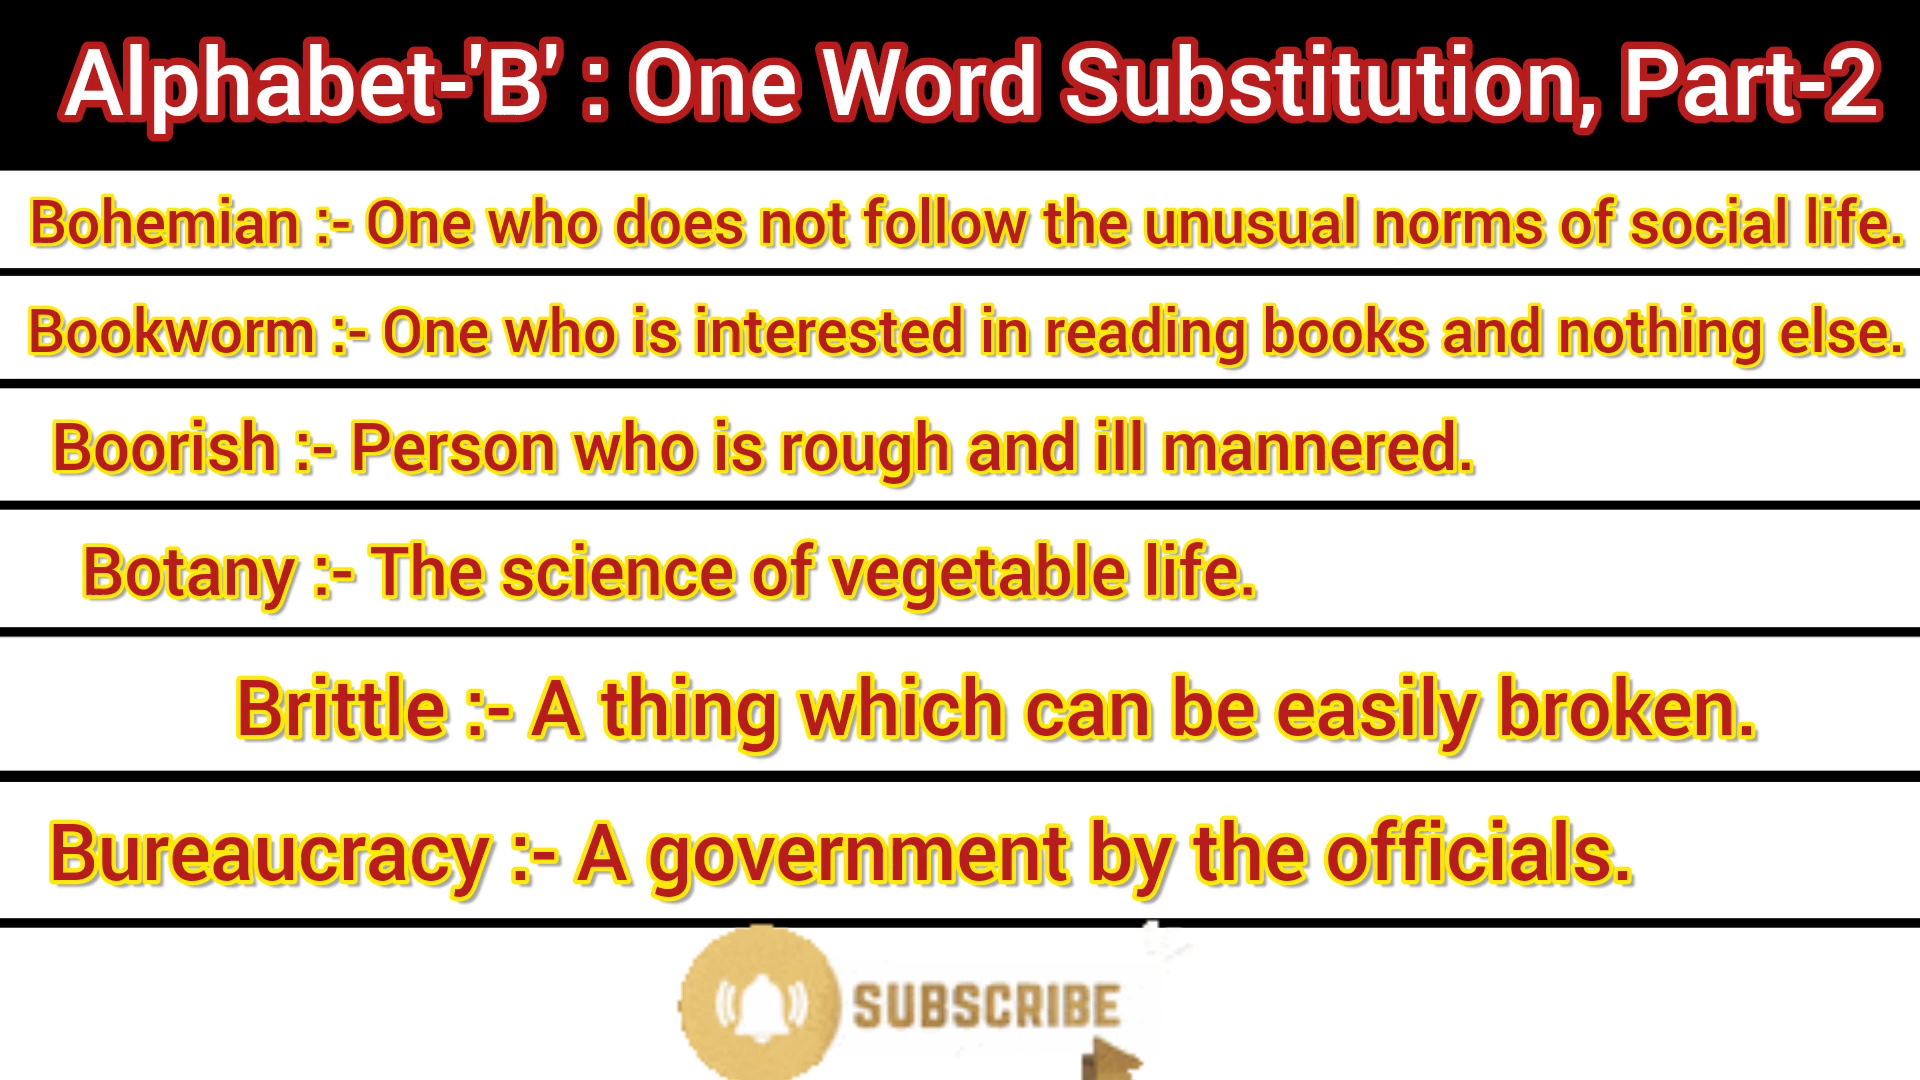 Alphabet-'B' : One Word Substitution, Part-2
Bohemian :- One who does not follow the unusual norms of social life.
Bookworm :- One who is interested in reading books and nothing else.
Boorish :- Person who is rough and ill mannered.
Botany :- The science of vegetable life.
Brittle :- A thing which can be easily broken.
Bureaucracy :- A government by the officials.
SUBSCRIBE